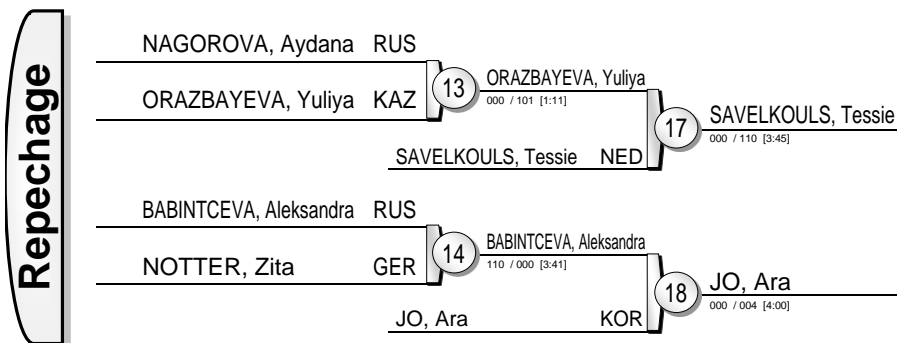 Repechage
NAGOROVA, Aydana RUS
ORAZBAYEVA, Yuliya KAZ
13
ORAZBAYEVA, Yuliya
000 / 101 [1:11]
SAVELKOULS, Tessie NED
17
SAVELKOULS, Tessie
000 / 110 [3:45]
BABINTCEVA, Aleksandra RUS
NOTTER, Zita GER
14
BABINTCEVA, Aleksandra
110 / 000 [3:41]
JO, Ara KOR
18
JO, Ara
000 / 004 [4:00]